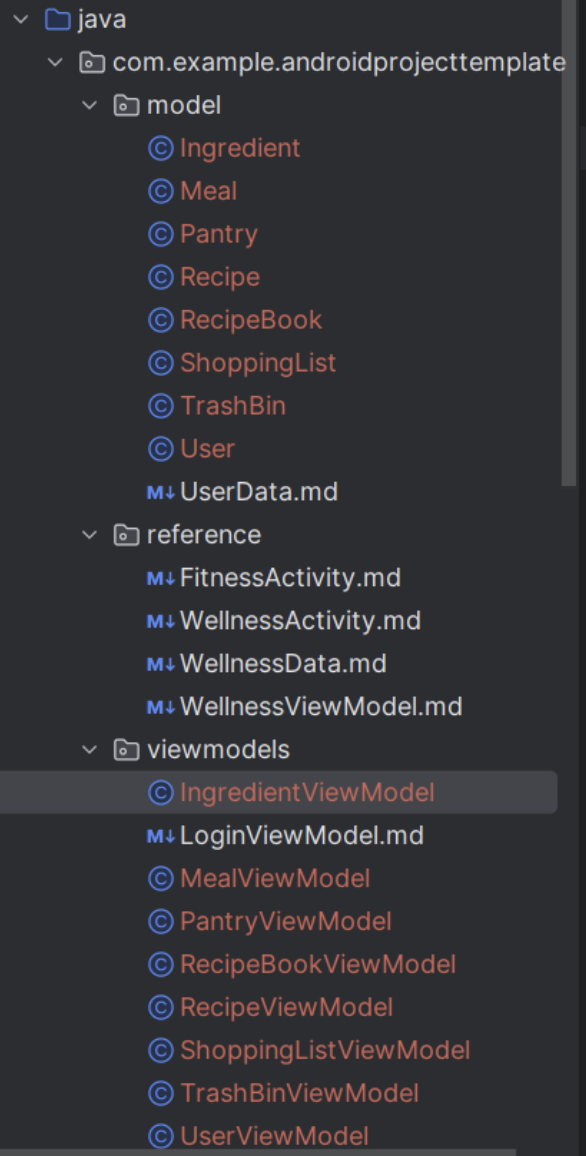 java
com.example.androidprojecttemplate
model
Ingredient
Meal
Pantry
Recipe
RecipeBook
ShoppingList
TrashBin
User
M↓ UserData.md
reference
M↓ FitnessActivity.md
M↓ WellnessActivity.md
M↓ WellnessData.md
M↓ WellnessViewModel.md
viewmodels
IngredientViewModel
M↓ LoginViewModel.md
MealViewModel
PantryViewModel
RecipeBookViewModel
RecipeViewModel
ShoppingListViewModel
TrashBinViewModel
UserViewModel